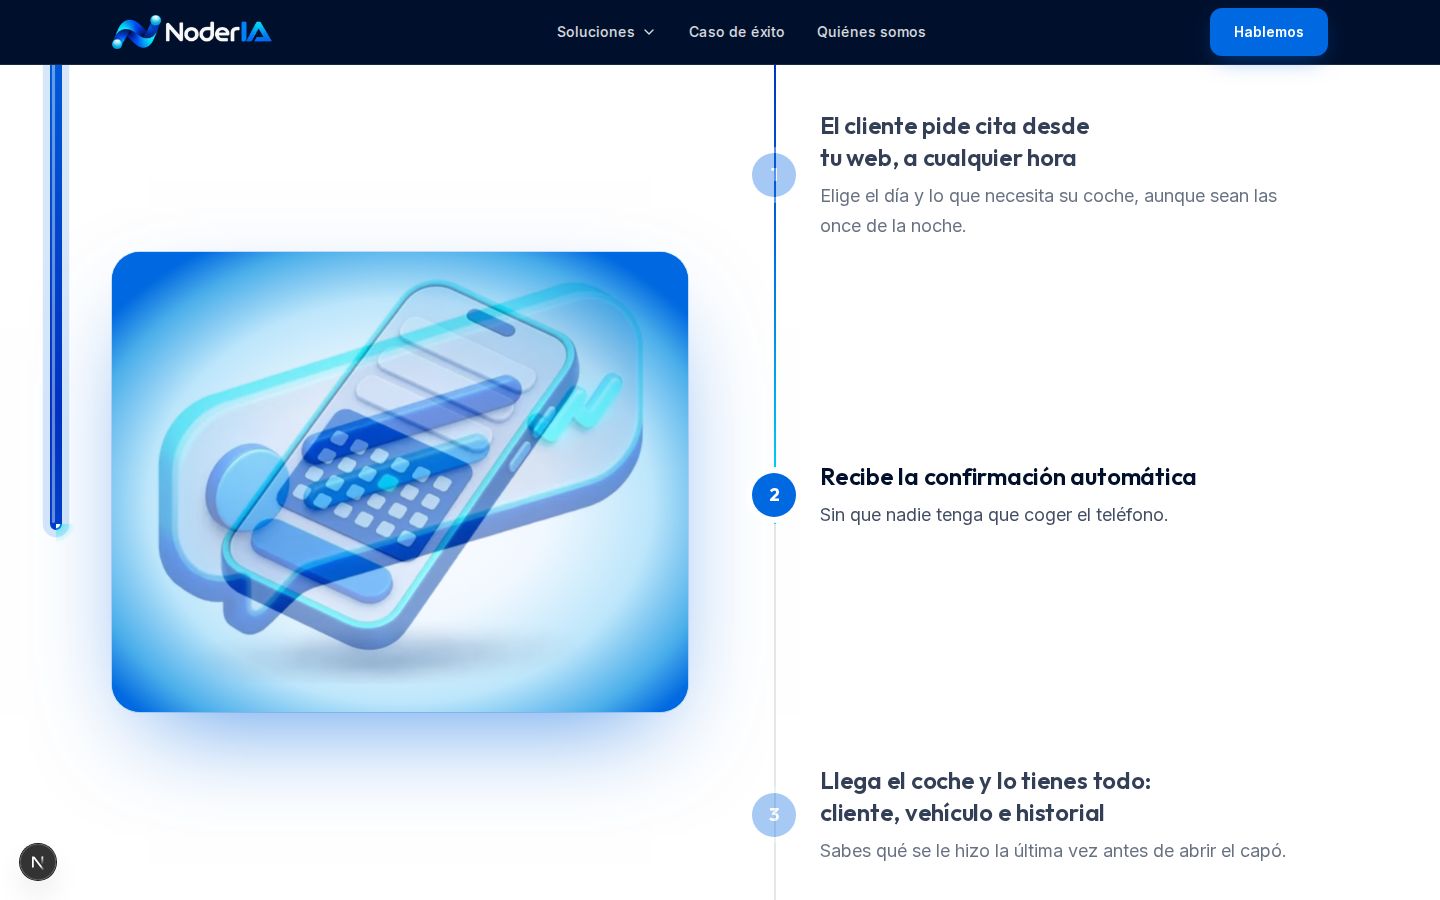 NoderIA
Soluciones
Caso de éxito
Quiénes somos
Hablemos
1
El cliente pide cita desde
tu web, a cualquier hora
Elige el día y lo que necesita su coche, aunque sean las
once de la noche.
2
Recibe la confirmación automática
Sin que nadie tenga que coger el teléfono.
3
Llega el coche y lo tienes todo:
cliente, vehículo e historial
Sabes qué se le hizo la última vez antes de abrir el capó.
N